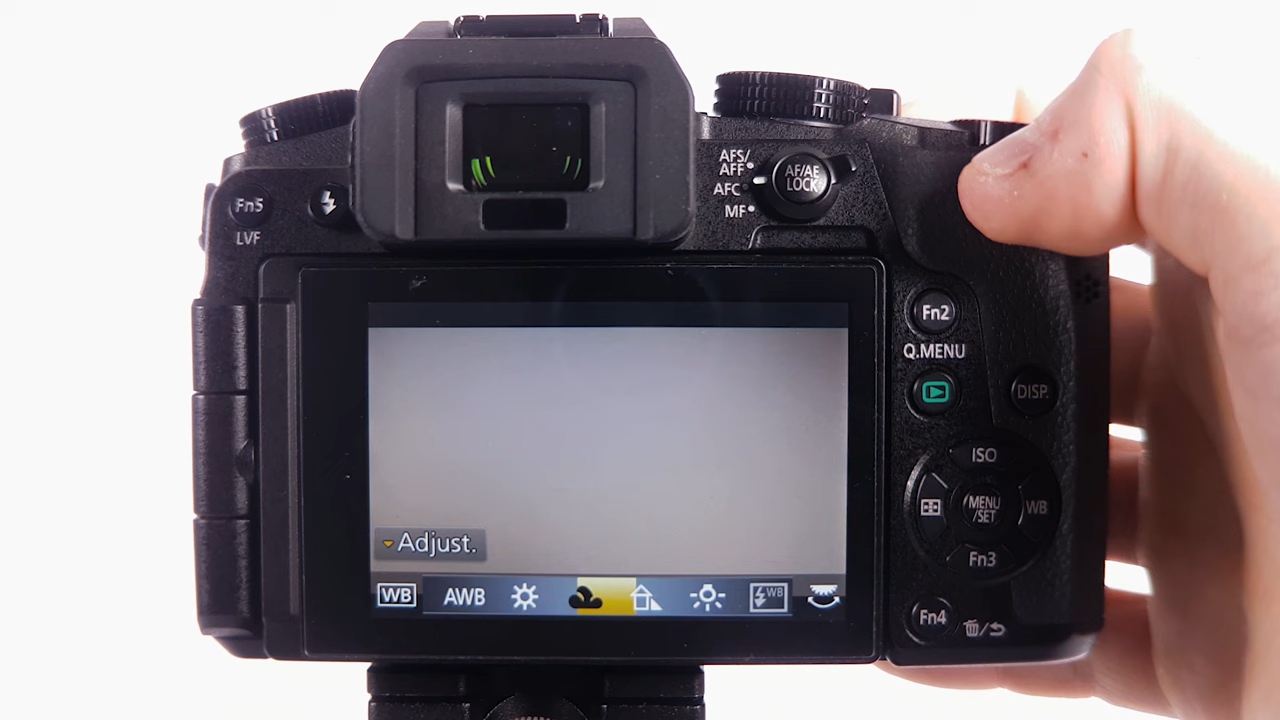 AFS/
AFF
AFC
MF
AF/AE
LOCK
Fn5
LVF
Fn2
Q.MENU
DISP.
ISO
MENU
/SET
WB
Fn3
Fn4
Adjust.
WB
AWB
WB